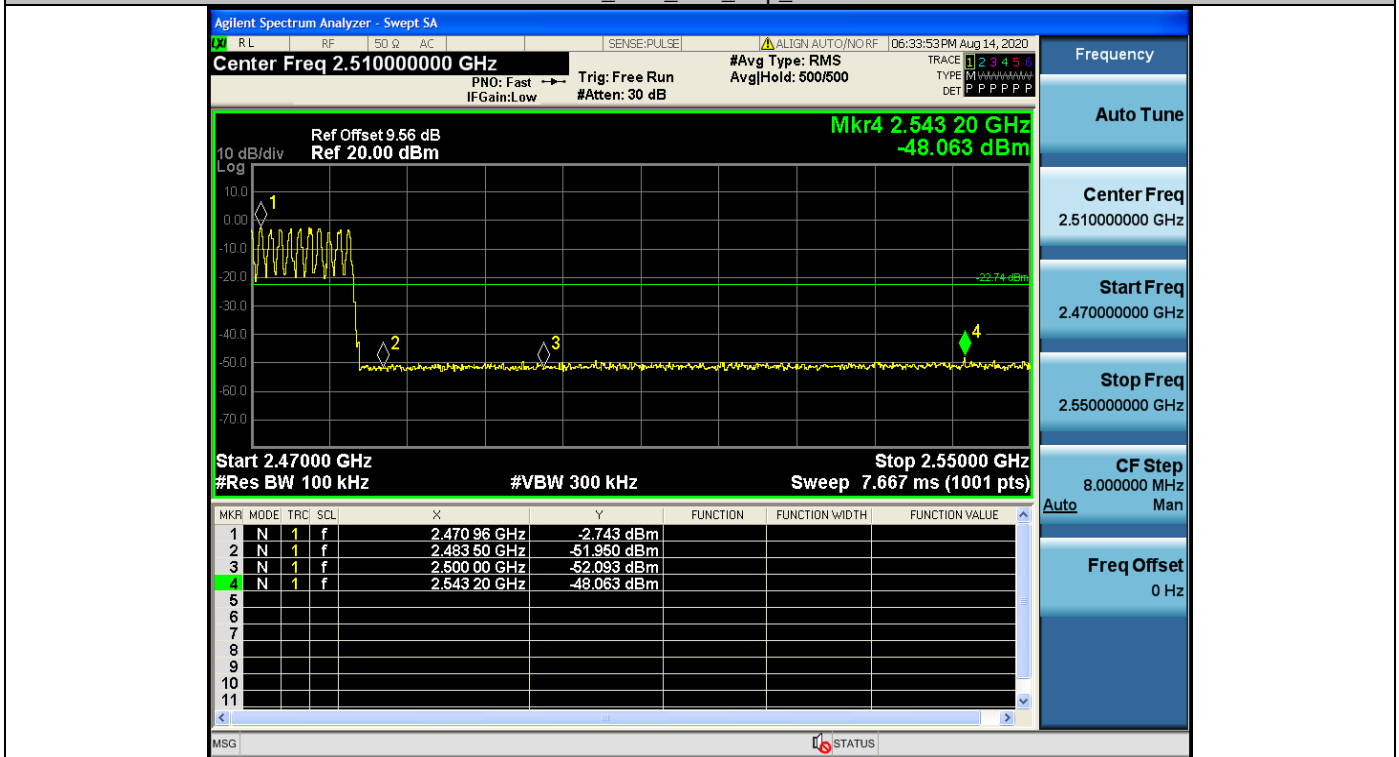 Agilent Spectrum Analyzer - Swept SA
LXI RL RF 50 Ω AC SENSE:PULSE ALIGN AUTO/NO RF 06:33:53 PM Aug 14, 2020
Center Freq 2.510000000 GHz
PNO: Fast
IFGain:Low
Trig: Free Run
#Atten: 30 dB
#Avg Type: RMS
Avg|Hold: 500/500
TRACE 1 2 3 4 5 6
TYPE M WWWWW
DET P P P P P P
Mkr4 2.543 20 GHz
-48.063 dBm
Ref Offset 9.56 dB
10 dB/div Ref 20.00 dBm
Log
10.0
0.00
-10.0
-20.0
-30.0
-40.0
-50.0
-60.0
-70.0
1
2
3
4
-22.74 dBm
Start 2.47000 GHz Stop 2.55000 GHz
#Res BW 100 kHz #VBW 300 kHz Sweep 7.667 ms (1001 pts)
MKR MODE TRC SCL X Y FUNCTION FUNCTION WIDTH FUNCTION VALUE
1 N 1 f 2.470 96 GHz -2.743 dBm
2 N 1 f 2.483 50 GHz -51.950 dBm
3 N 1 f 2.500 00 GHz -52.093 dBm
4 N 1 f 2.543 20 GHz -48.063 dBm
5
6
7
8
9
10
11
MSG STATUS
Frequency
Auto Tune
Center Freq
2.510000000 GHz
Start Freq
2.470000000 GHz
Stop Freq
2.550000000 GHz
CF Step
8.000000 MHz
Auto Man
Freq Offset
0 Hz